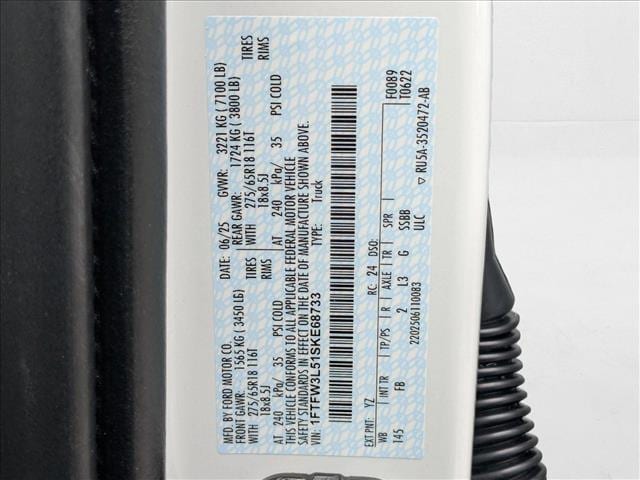 MFD. BY FORD MOTOR CO.
DATE: 06/25 GVWR: 3221 KG ( 7100 LB)
FRONT GAWR: 1565 KG ( 3450 LB) REAR GAWR: 1724 KG ( 3800 LB)
WITH 275/65R18 116T TIRES WITH 275/65R18 116T TIRES
18x8.5J RIMS 18x8.5J RIMS
AT 240 kPa/ 35 PSI COLD AT 240 kPa/ 35 PSI COLD
THIS VEHICLE CONFORMS TO ALL APPLICABLE FEDERAL MOTOR VEHICLE
SAFETY STANDARDS IN EFFECT ON THE DATE OF MANUFACTURE SHOWN ABOVE.
VIN: 1FTFW3L51SKE68733 TYPE: Truck
EXT PNT: YZ RC: 24 DSO: F0089
WB INT TR TP/PS R AXLE TR SPR T0622
145 FB 2 L3 G SSBB
ULC ▽ RU5A-3520472-AB
2202506110083